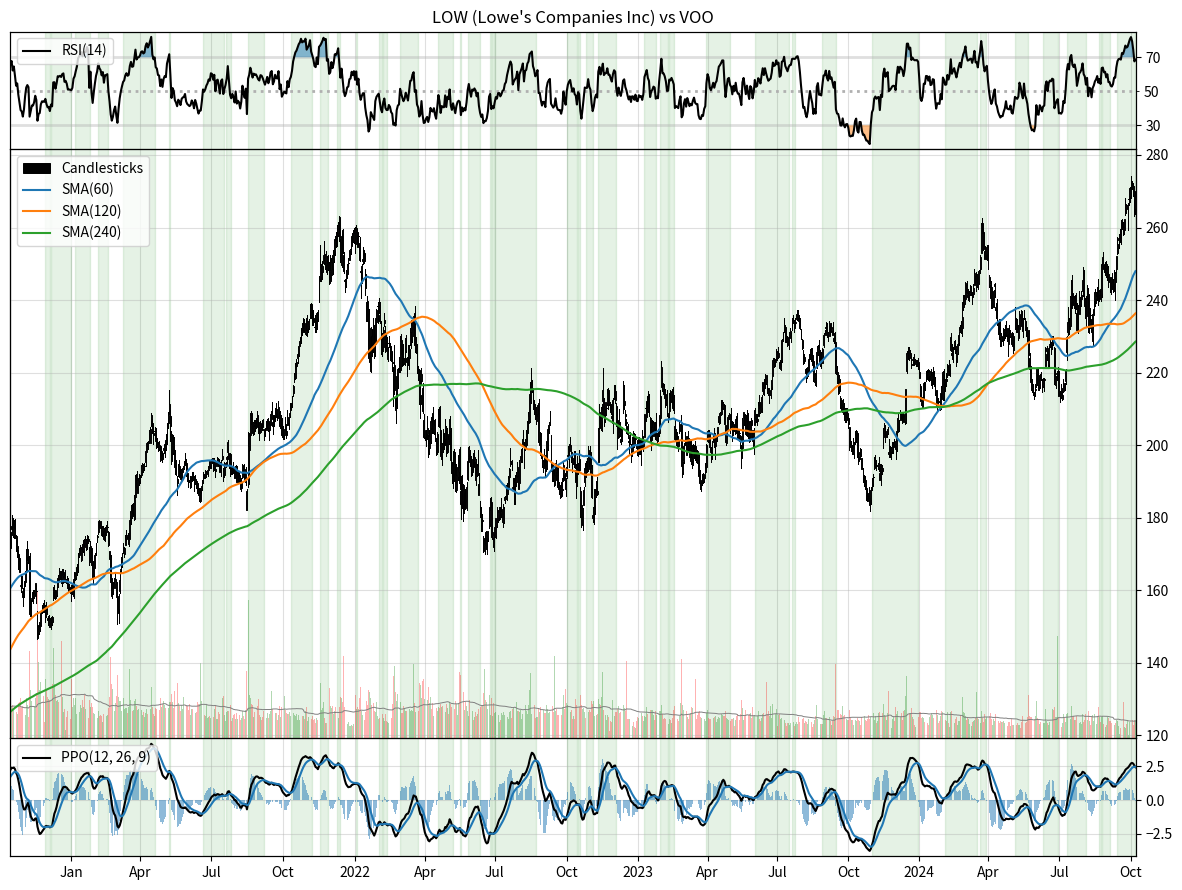 LOW (Lowe's Companies Inc) vs VOO
RSI(14)
70
50
30
Candlesticks
SMA(60)
SMA(120)
SMA(240)
280
260
240
220
200
180
160
140
120
PPO(12, 26, 9)
2.5
0.0
−2.5
Jan Apr Jul Oct 2022 Apr Jul Oct 2023 Apr Jul Oct 2024 Apr Jul Oct